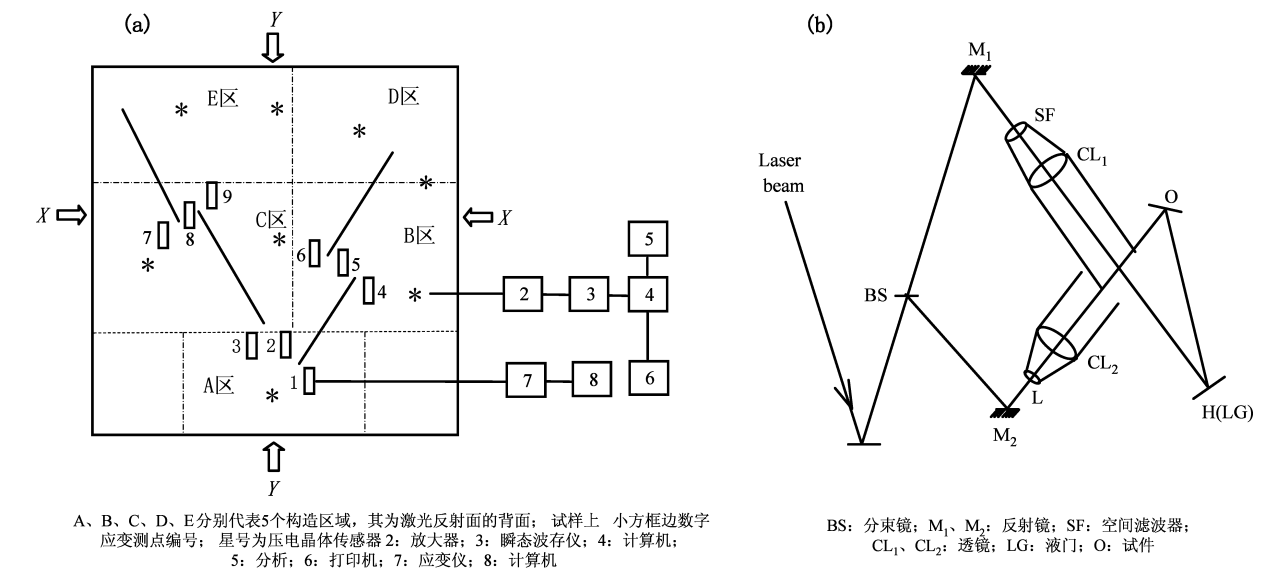 (a)
Y
E区
D区
9
X
C区
B区
X
7
8
6
5
5
4
2
3
4
3
2
A区
1
7
8
6
Y
A、B、C、D、E分别代表5个构造区域，其为激光反射面的背面； 试样上 小方框边数字
应变测点编号； 星号为压电晶体传感器 2：放大器；3：瞬态波存仪；4：计算机；
5：分析；6：打印机；7：应变仪；8：计算机
(b)
M1
SF
CL1
Laser
beam
O
BS
CL2
L
M2
H(LG)
BS：分束镜；M1、M2：反射镜；SF：空间滤波器；
CL1、CL2：透镜；LG：液门；O：试件